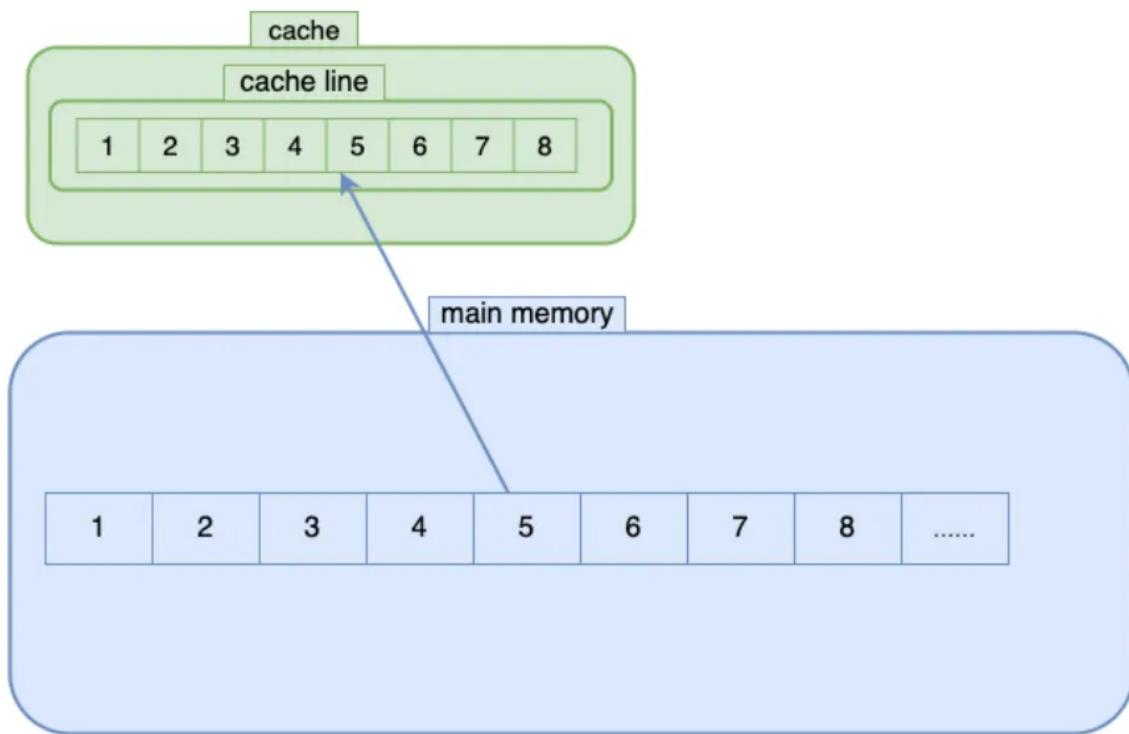 cache
cache line
1 2 3 4 5 6 7 8
main memory
1 2 3 4 5 6 7 8 ......